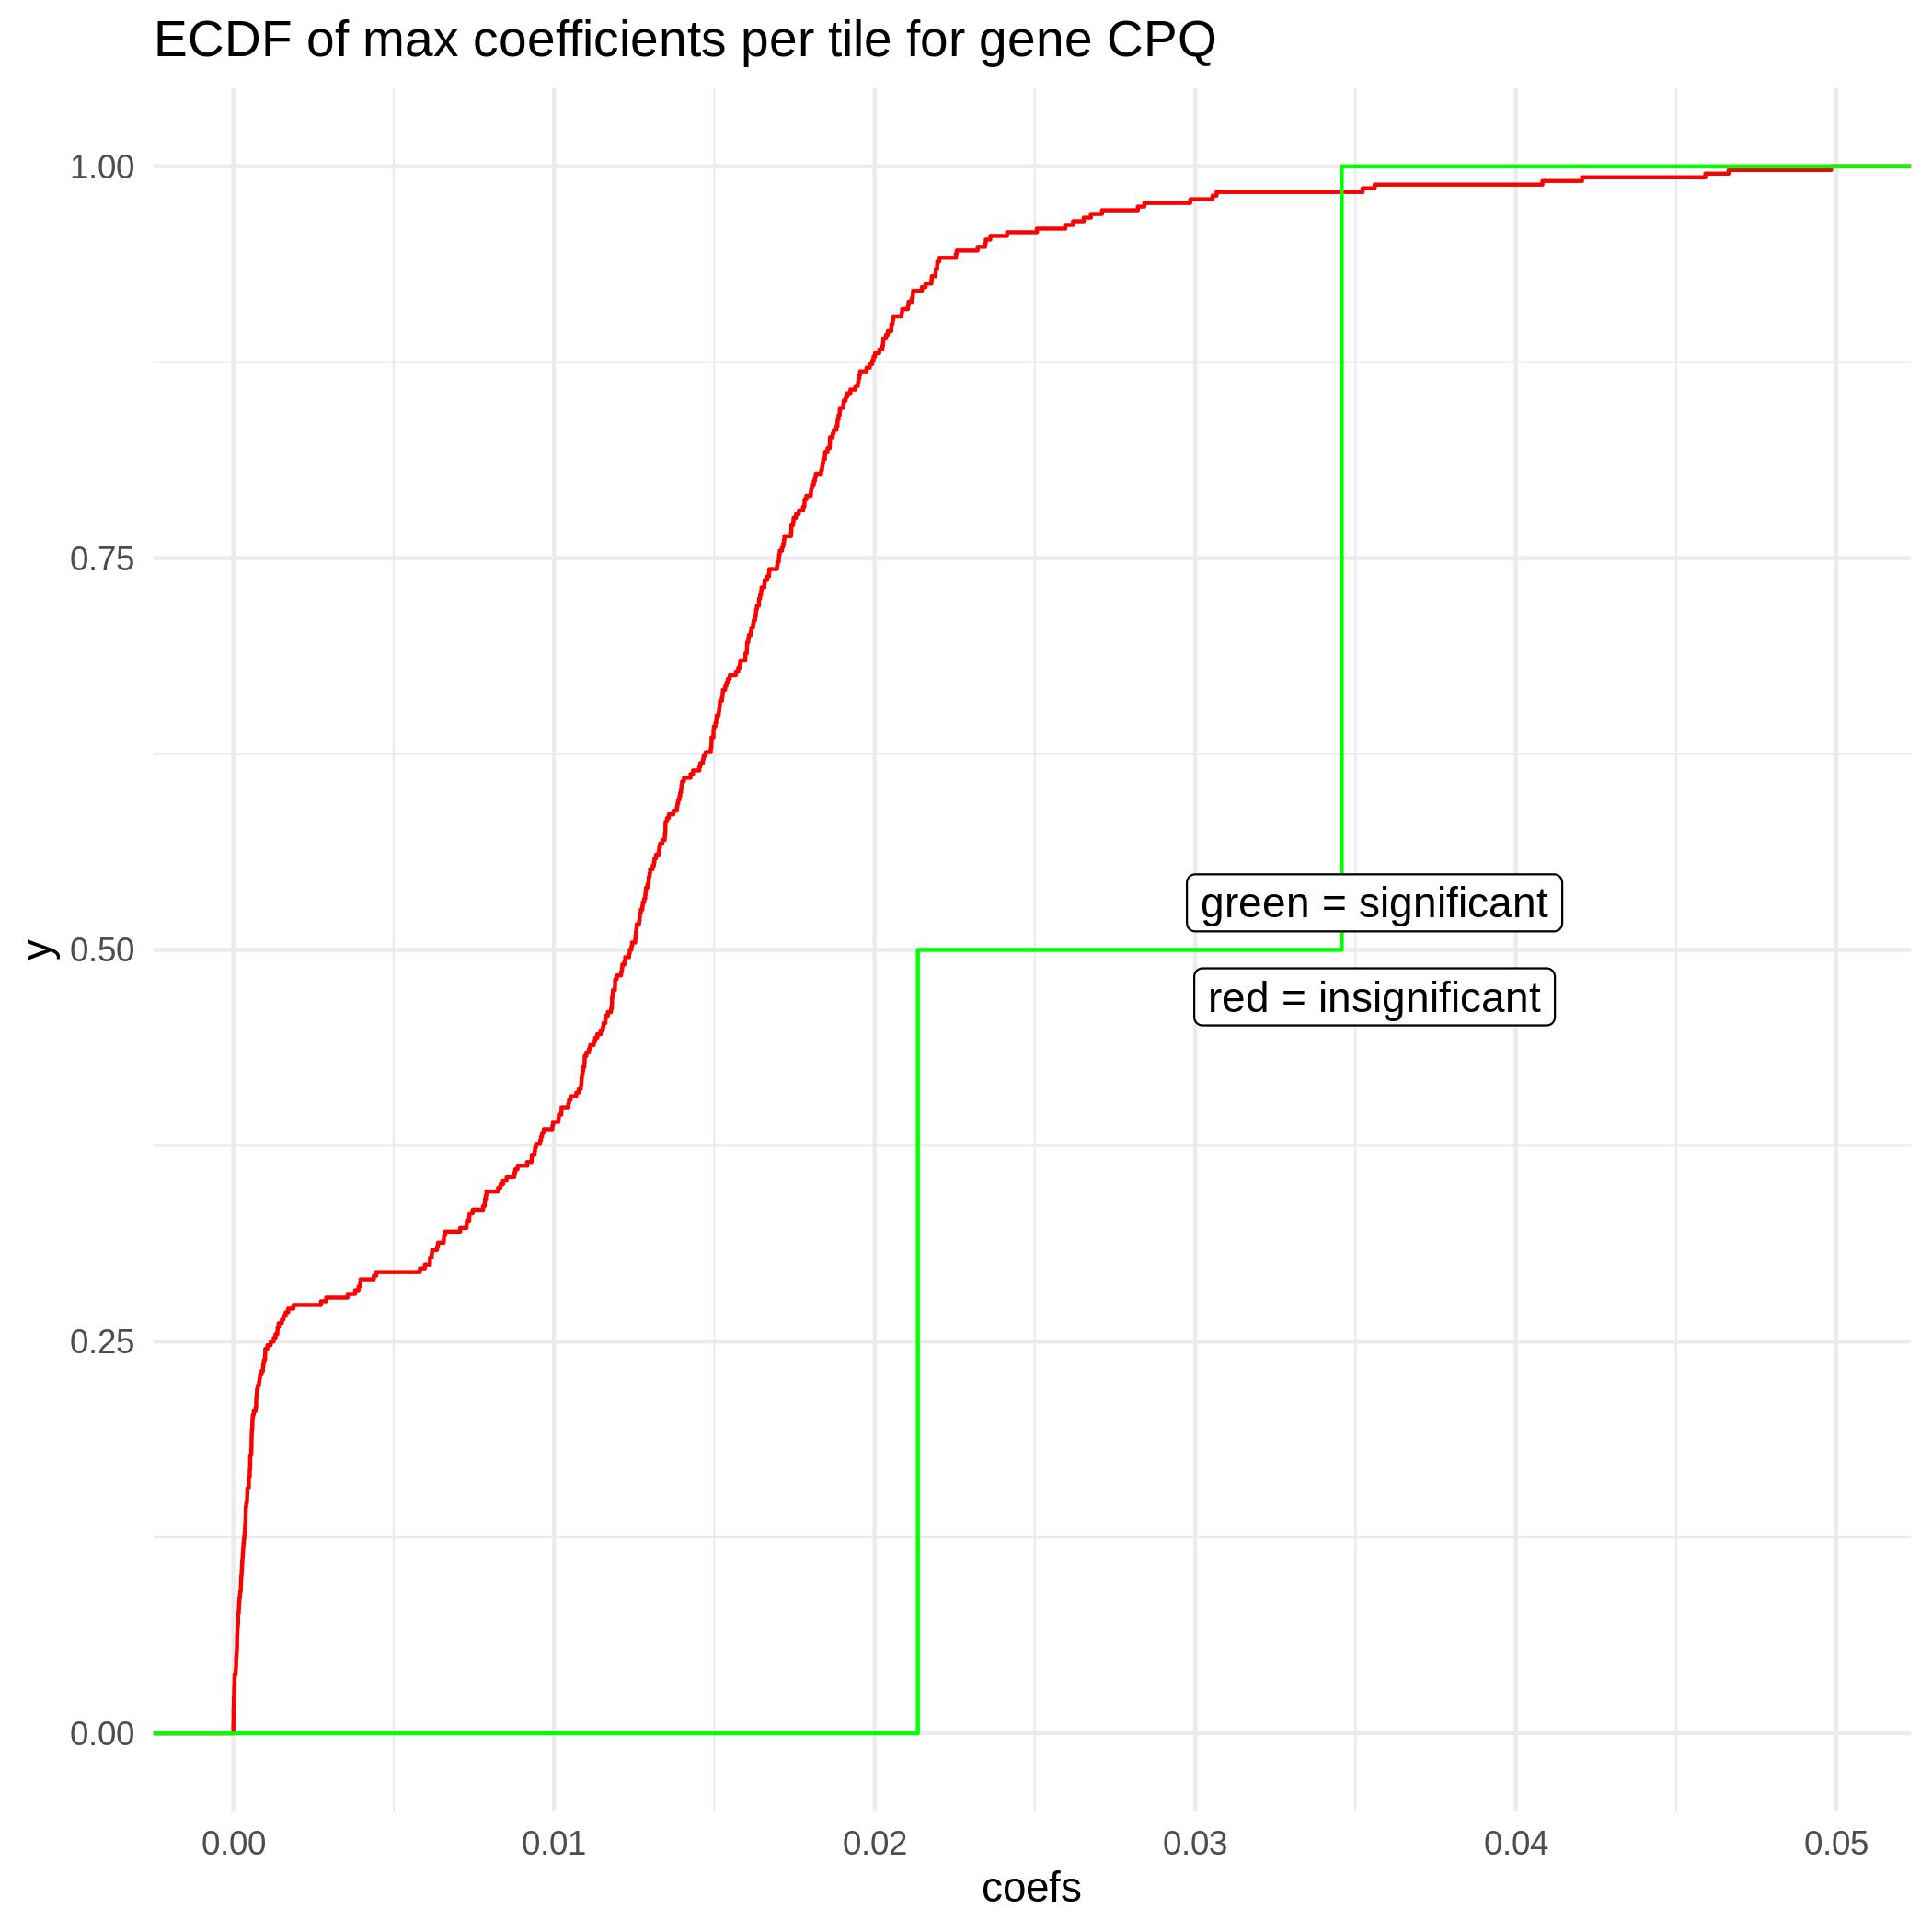 ECDF of max coefficients per tile for gene CPQ
y
1.00
0.75
0.50
0.25
0.00
green = significant
red = insignificant
0.00 0.01 0.02 0.03 0.04 0.05
coefs